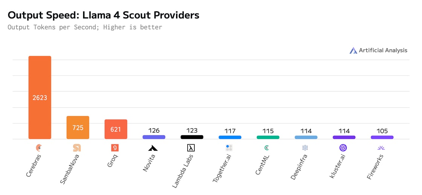 Output Speed: Llama 4 Scout Providers
Output Tokens per Second; Higher is better
Artificial Analysis
2623
725
621
126
123
117
115
114
114
105
Cerebras
SambaNova
Groq
Novita
Lambda Labs
Together.ai
CentML
Deepinfra
kluster.ai
Fireworks